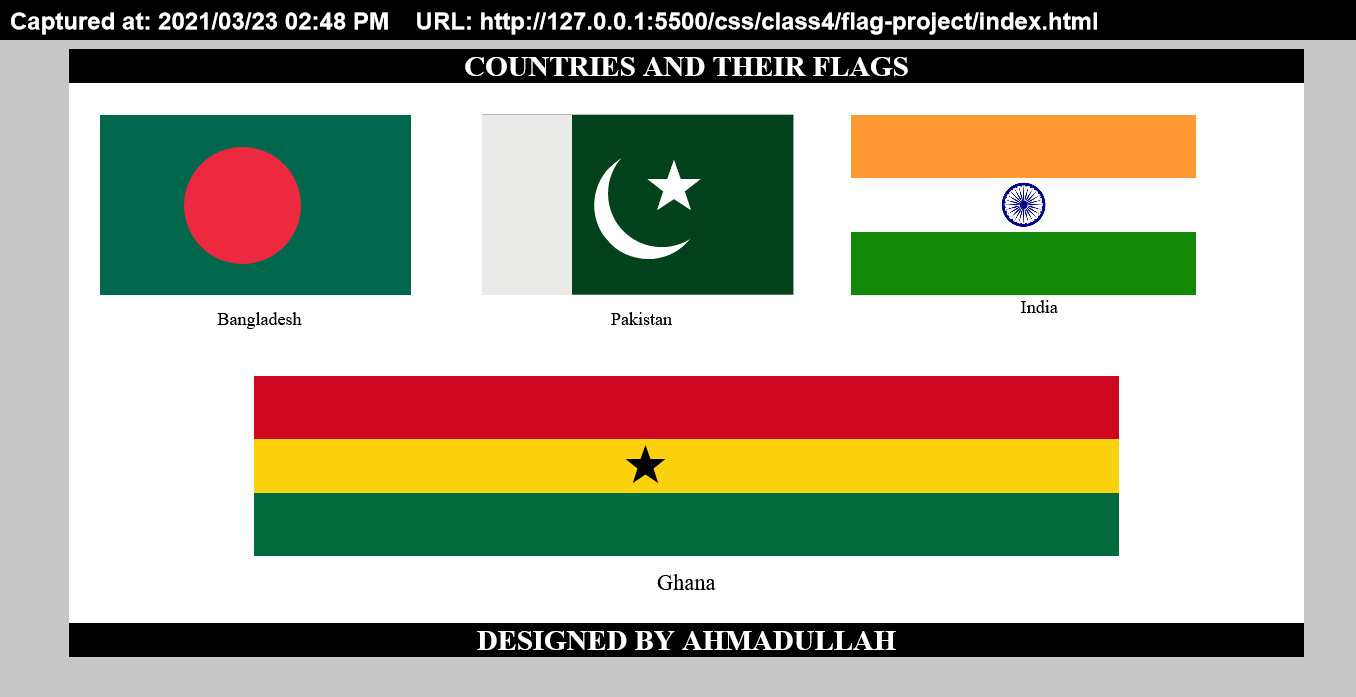 Captured at: 2021/03/23 02:48 PM    URL: http://127.0.0.1:5500/css/class4/flag-project/index.html
COUNTRIES AND THEIR FLAGS
Bangladesh
Pakistan
India
Ghana
DESIGNED BY AHMADULLAH